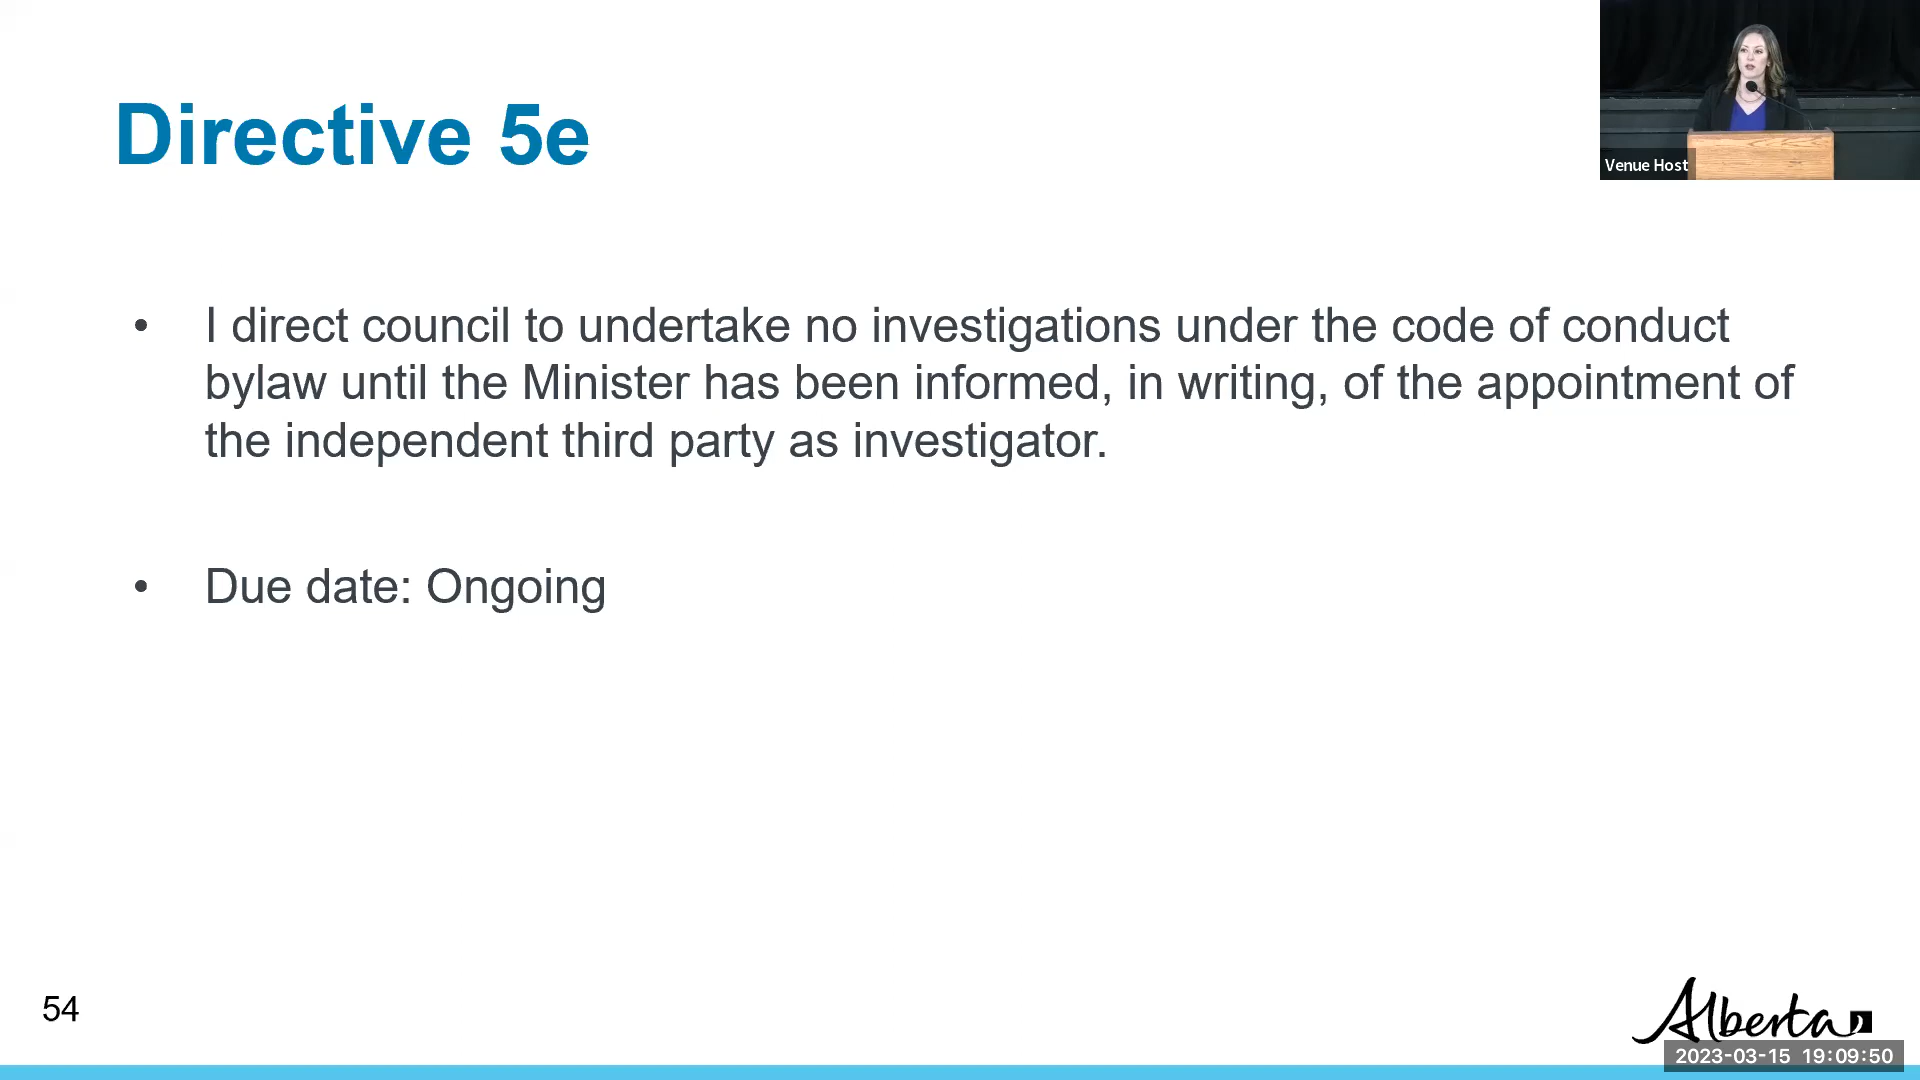 Directive 5e
Venue Host
• I direct council to undertake no investigations under the code of conduct
bylaw until the Minister has been informed, in writing, of the appointment of
the independent third party as investigator.
• Due date: Ongoing
54
Alberta
2023-03-15 19:09:50